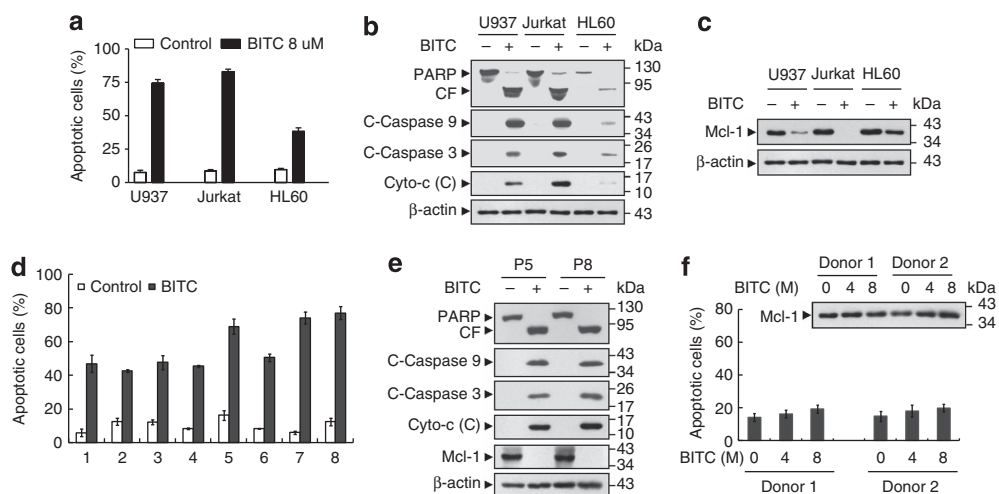 a
Control BITC 8 uM
Apoptotic cells (%)
100
75
50
25
0
U937 Jurkat HL60
b
U937 Jurkat HL60
BITC – + – + – + kDa
PARP 130
CF 95
C-Caspase 9 43
34
C-Caspase 3 26
17
Cyto-c (C) 17
10
β-actin 43
c
U937 Jurkat HL60
BITC – + – + – + kDa
Mcl-1 43
34
β-actin 43
d
Control BITC
Apoptotic cells (%)
100
80
60
40
20
0
1 2 3 4 5 6 7 8
e
P5 P8
BITC – + – + kDa
PARP 130
CF 95
C-Caspase 9 43
34
C-Caspase 3 26
17
Cyto-c (C) 17
10
Mcl-1 43
34
β-actin 43
f
Donor 1 Donor 2
BITC (M) 0 4 8 0 4 8 kDa
Mcl-1 43
34
Apoptotic cells (%)
80
60
40
20
0
BITC (M) 0 4 8 0 4 8
Donor 1 Donor 2